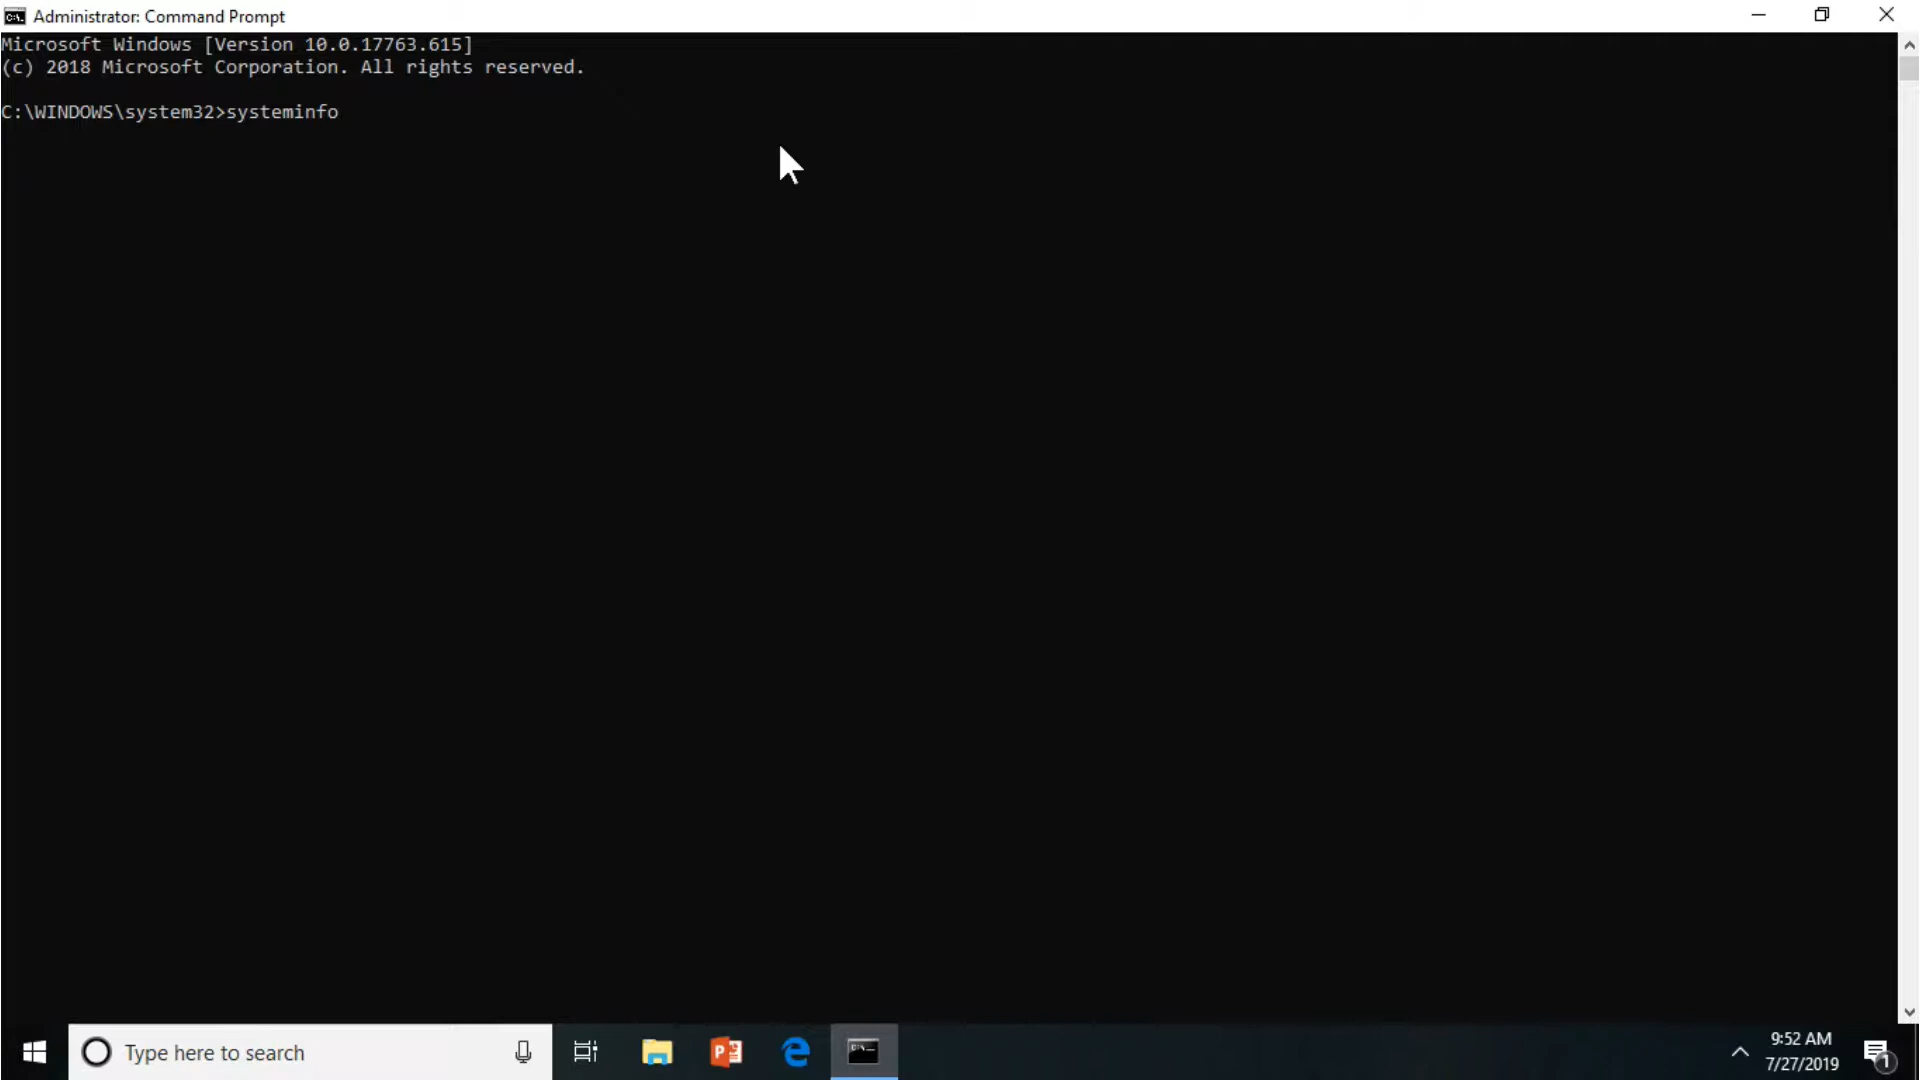 Administrator: Command Prompt
Microsoft Windows [Version 10.0.17763.615]
(c) 2018 Microsoft Corporation. All rights reserved.
C:\WINDOWS\system32>systeminfo
Type here to search
9:52 AM
7/27/2019
1